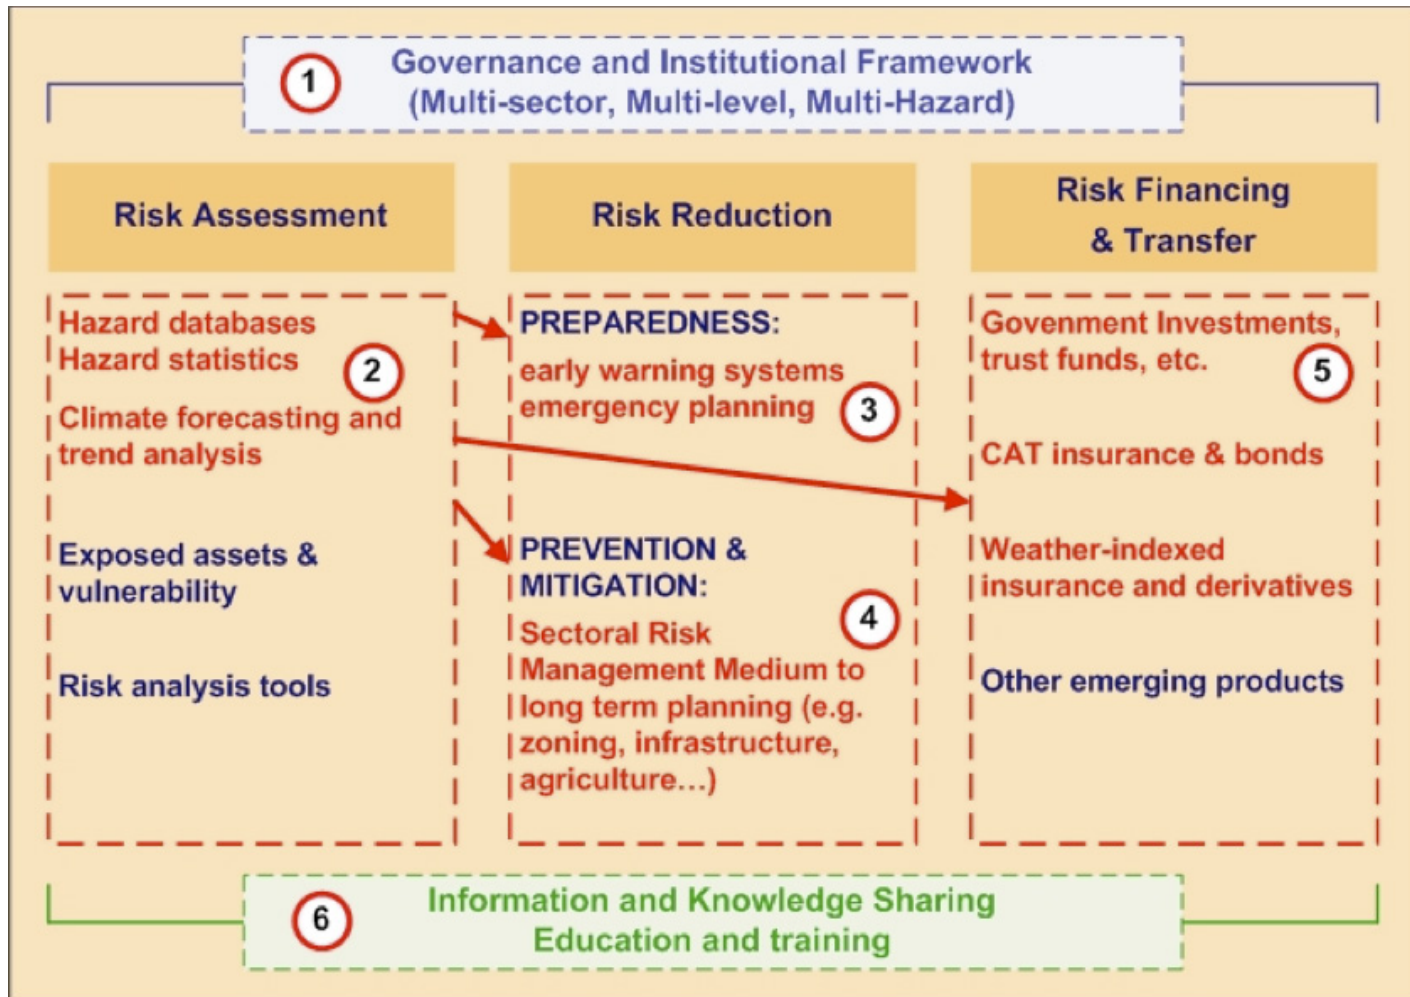 1
Governance and Institutional Framework
(Multi-sector, Multi-level, Multi-Hazard)
Risk Assessment
Hazard databases
Hazard statistics
2
Climate forecasting and
trend analysis
Exposed assets &
vulnerability
Risk analysis tools
Risk Reduction
PREPAREDNESS:
early warning systems
emergency planning
3
PREVENTION &
MITIGATION:
4
Sectoral Risk
Management Medium to
long term planning (e.g.
zoning, infrastructure,
agriculture...)
Risk Financing
& Transfer
Govenment Investments,
trust funds, etc.
5
CAT insurance & bonds
Weather-indexed
insurance and derivatives
Other emerging products
6
Information and Knowledge Sharing
Education and training